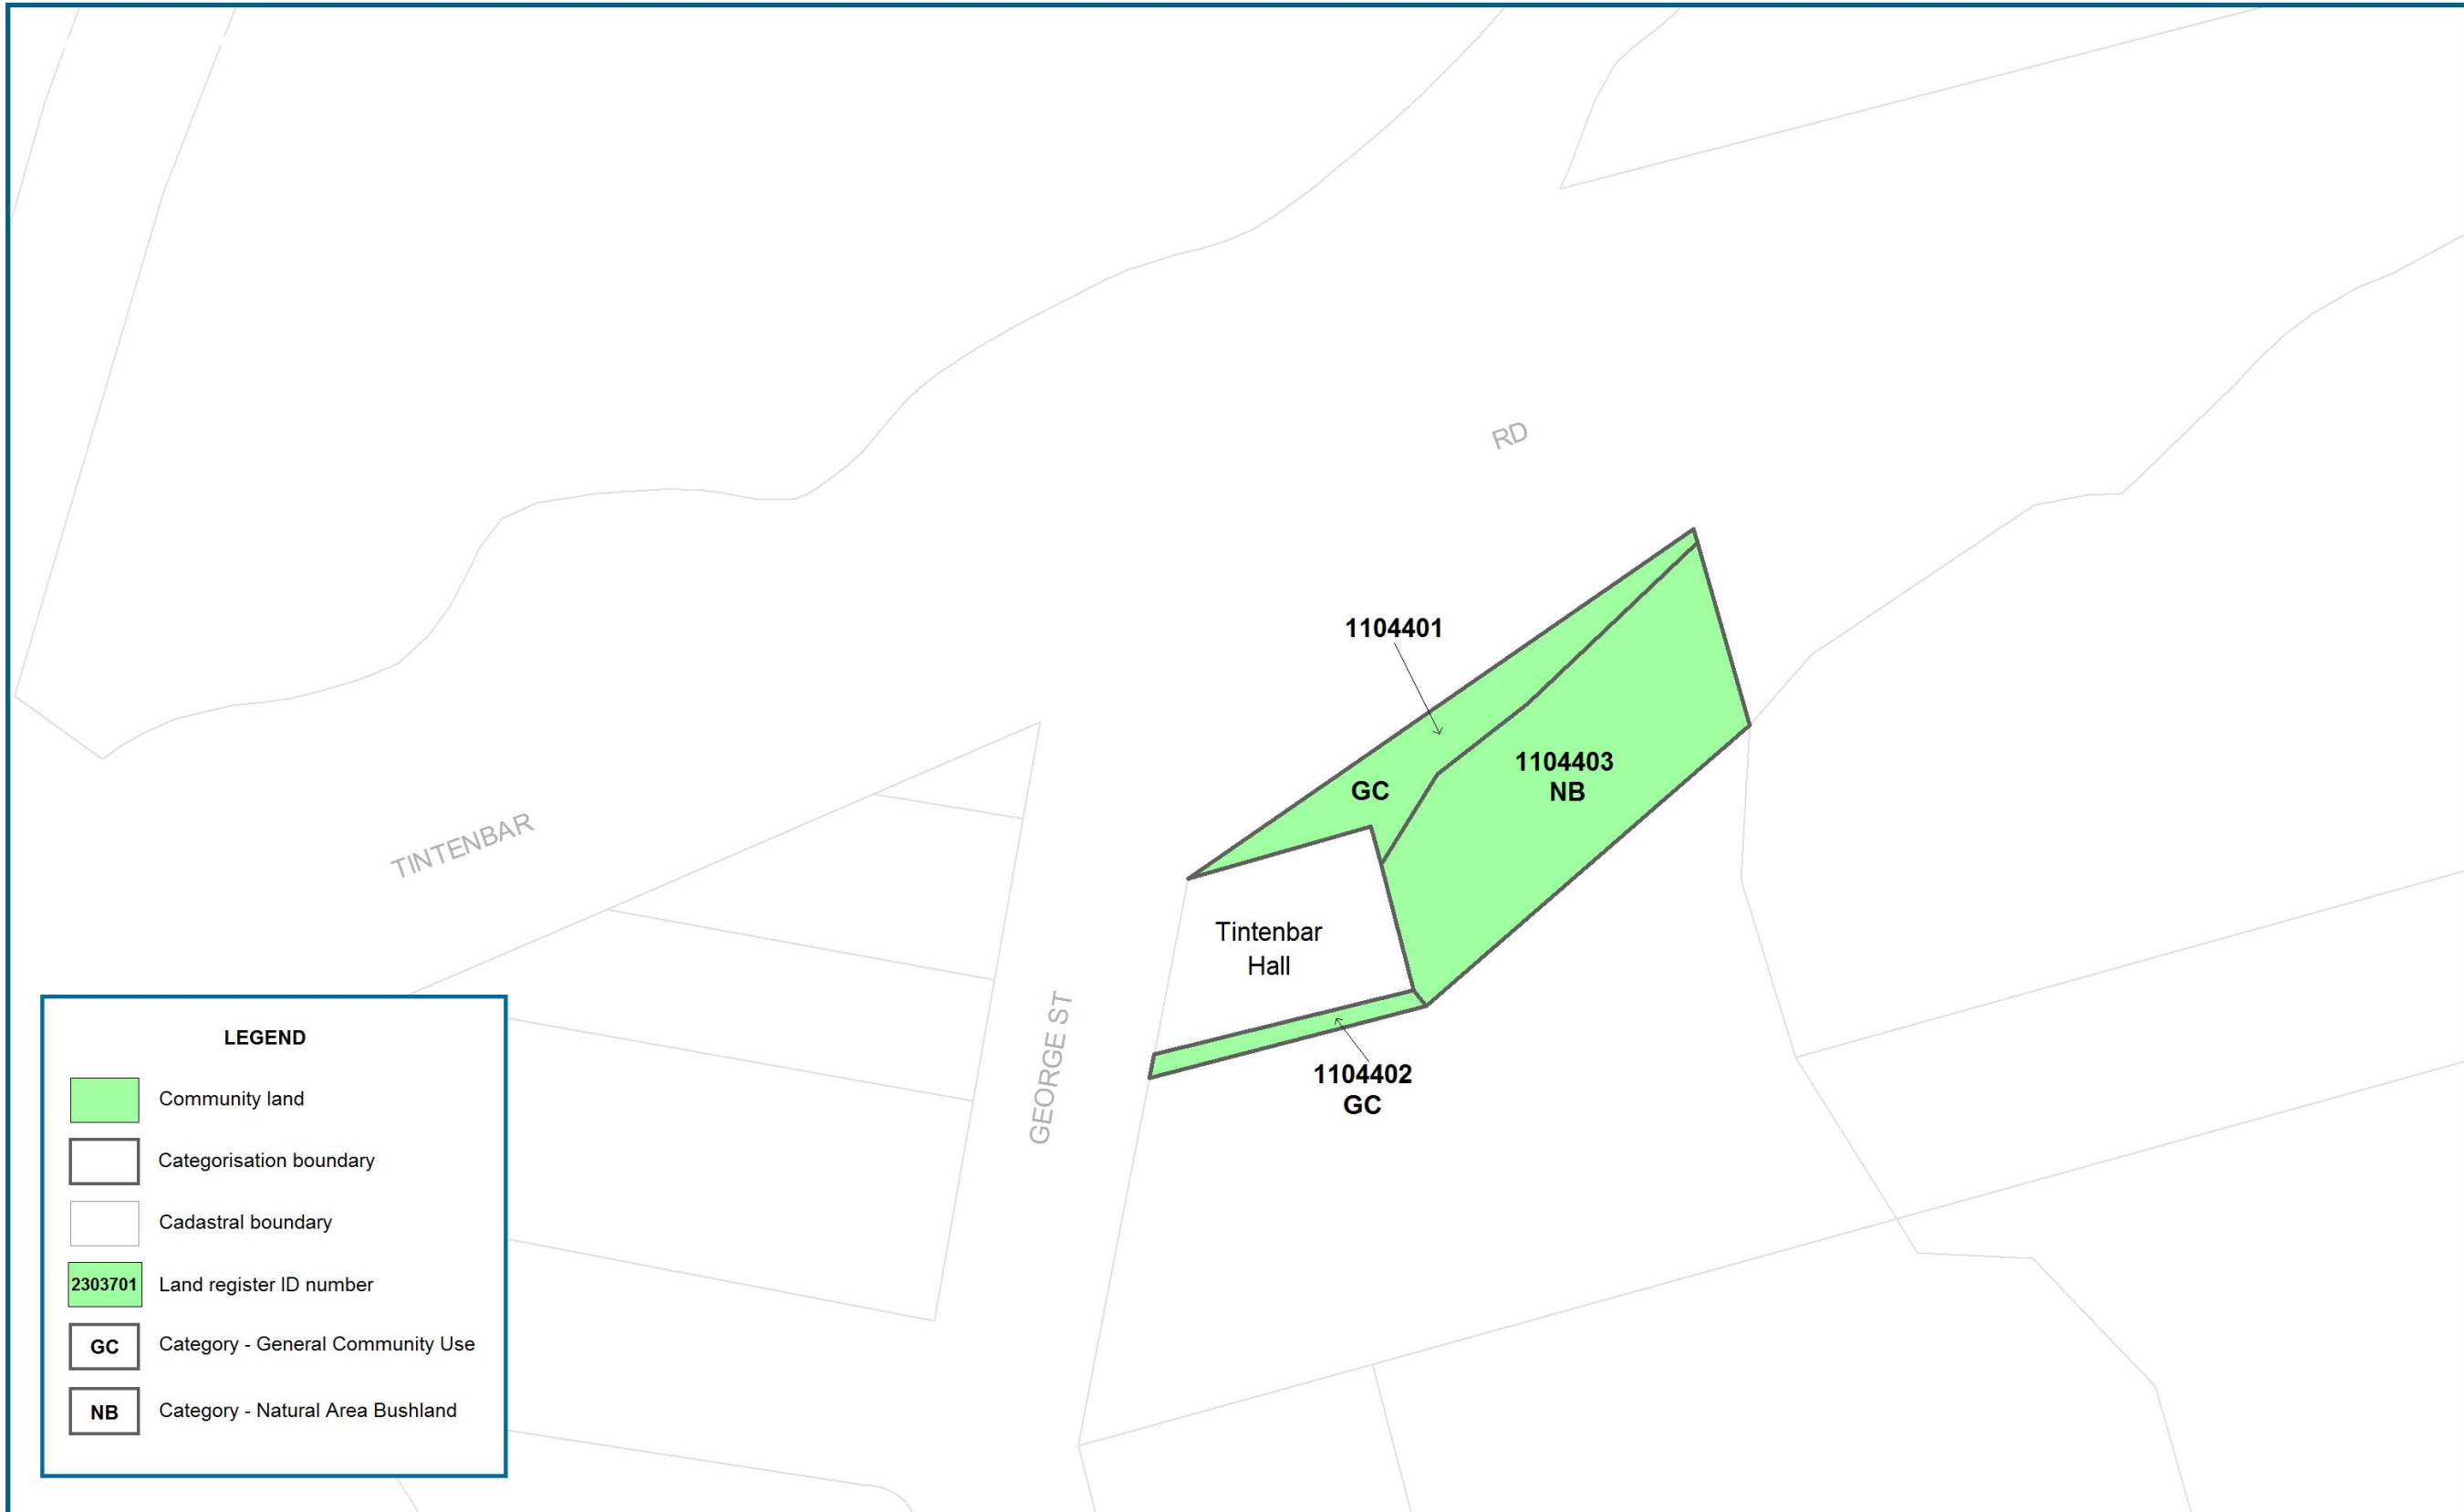 RD
1104401
1104403
NB
GC
TINTENBAR
Tintenbar
Hall
GEORGE ST
1104402
GC
LEGEND
Community land
Categorisation boundary
Cadastral boundary
2303701 Land register ID number
GC Category - General Community Use
NB Category - Natural Area Bushland